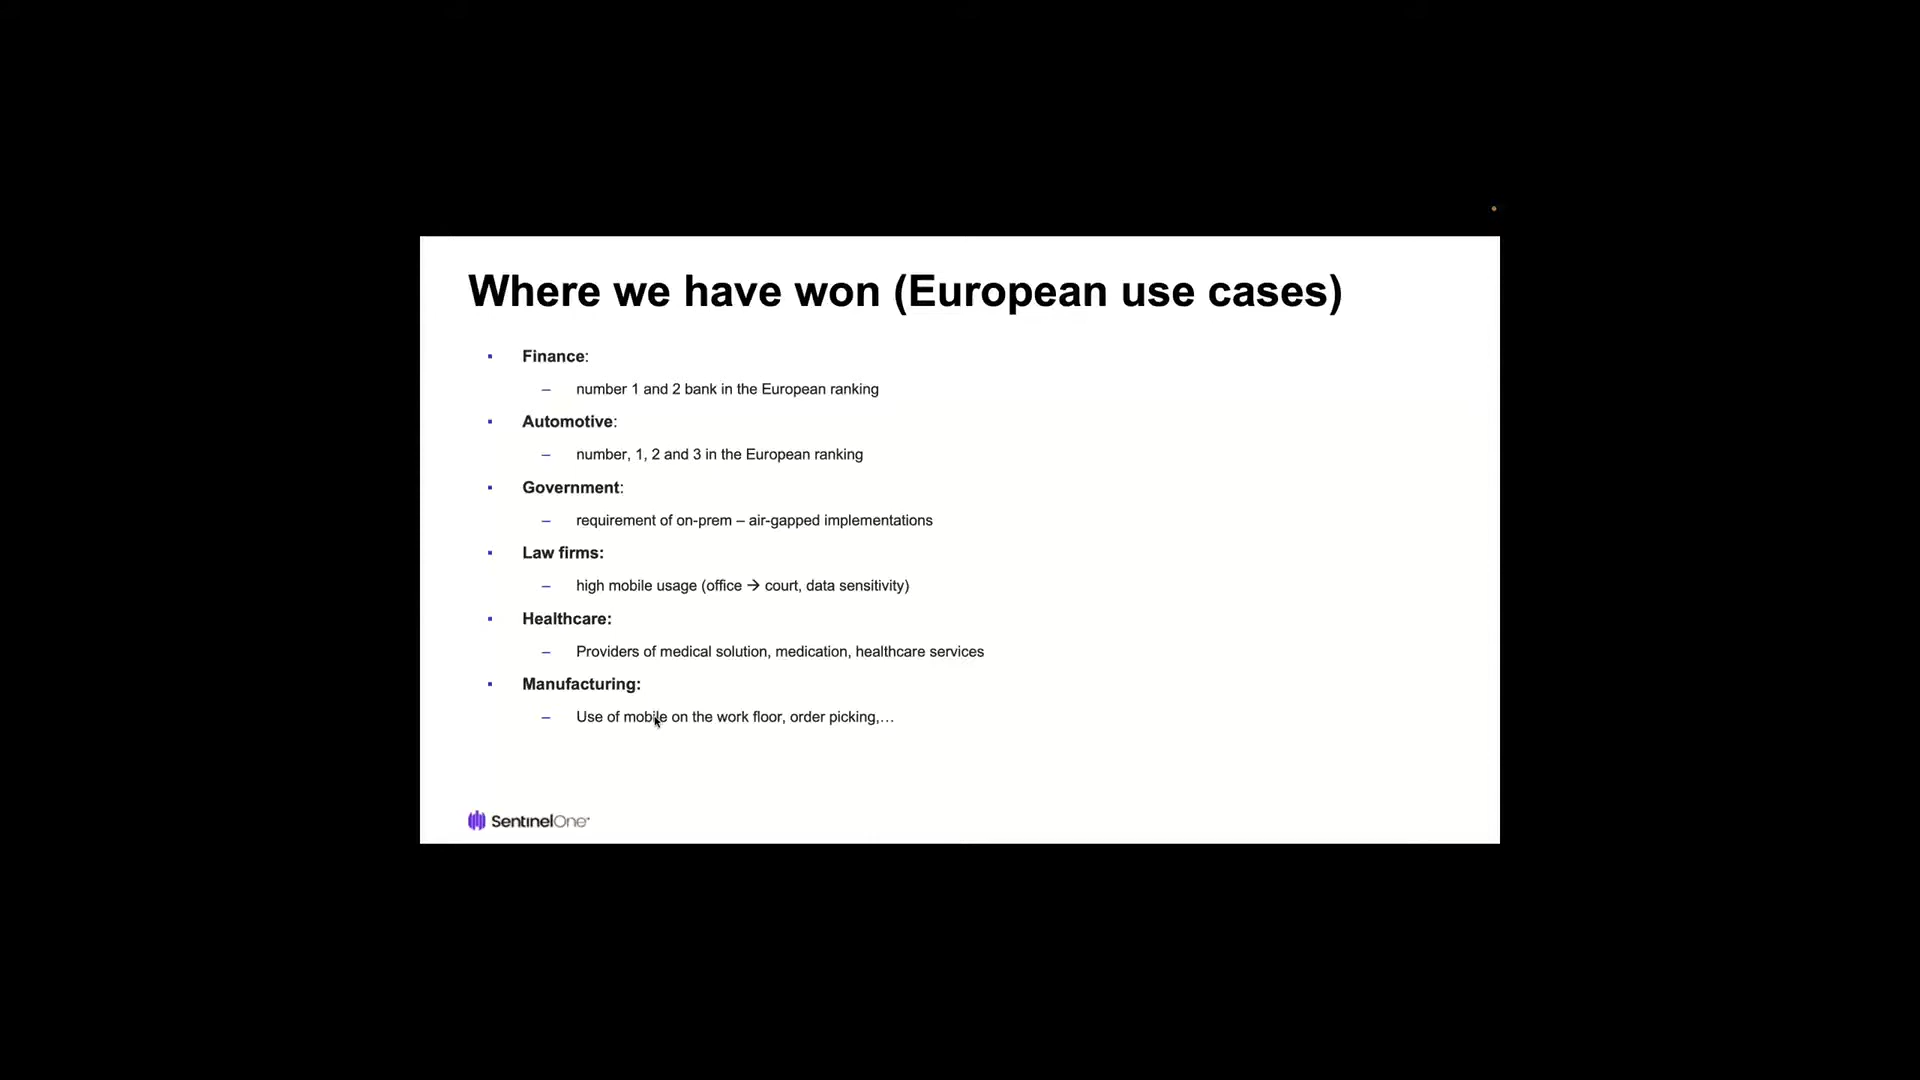 Where we have won (European use cases)
▪ Finance:
– number 1 and 2 bank in the European ranking
▪ Automotive:
– number, 1, 2 and 3 in the European ranking
▪ Government:
– requirement of on-prem – air-gapped implementations
▪ Law firms:
– high mobile usage (office → court, data sensitivity)
▪ Healthcare:
– Providers of medical solution, medication, healthcare services
▪ Manufacturing:
– Use of mobile on the work floor, order picking,…
SentinelOne